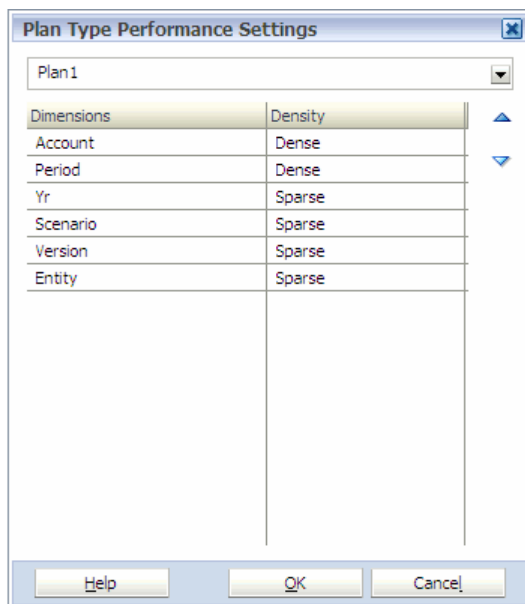 Plan Type Performance Settings
Plan1
Dimensions Density
Account Dense
Period Dense
Yr Sparse
Scenario Sparse
Version Sparse
Entity Sparse
Help OK Cancel